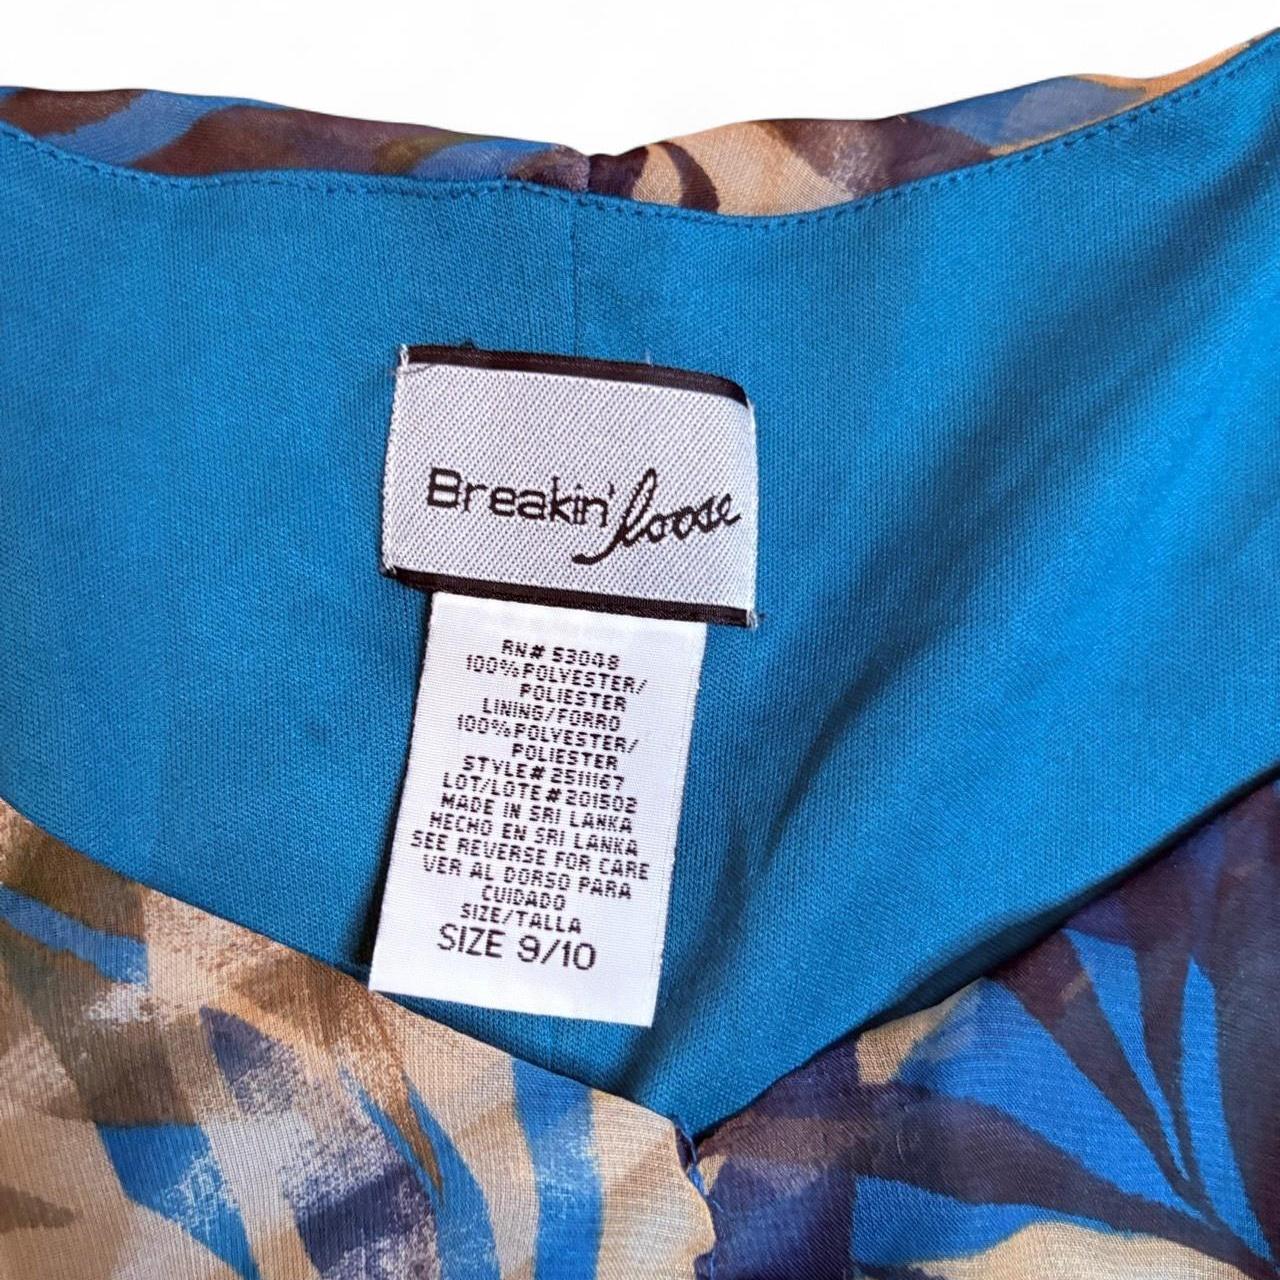 Breakin' loose
RN# 53048
100%POLYESTER/
POLIESTER
LINING/FORRO
100%POLYESTER/
POLIESTER
STYLE# 2511167
LOT/LOTE#201502
MADE IN SRI LANKA
HECHO EN SRI LANKA
SEE REVERSE FOR CARE
VER AL DORSO PARA
CUIDADO
SIZE/TALLA
SIZE 9/10